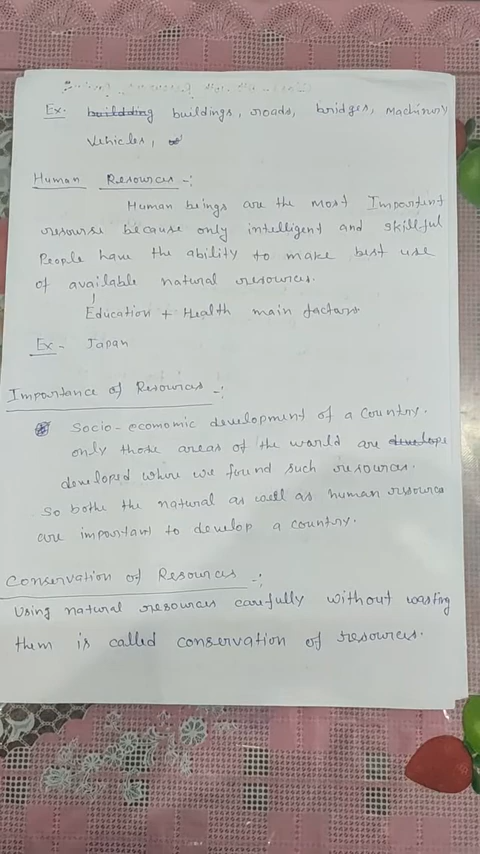 Ex. buildings, roads, bridges, Machinery
Vehicles,
Human Resources -:
Human beings are the most Important
resourse because only intelligent and skillful
People have the ability to make best use
of available natural resources.
Education + Health main factors
Ex - Japan
Importance of Resources -:
Socio-economic development of a country.
only those areas of the world are
developed where we found such resources.
So bothe the natural as well as human resource
are important to develop a country.
Conservation of Resources -:
Using natural resources carefully without wasting
them is called conservation of resources.